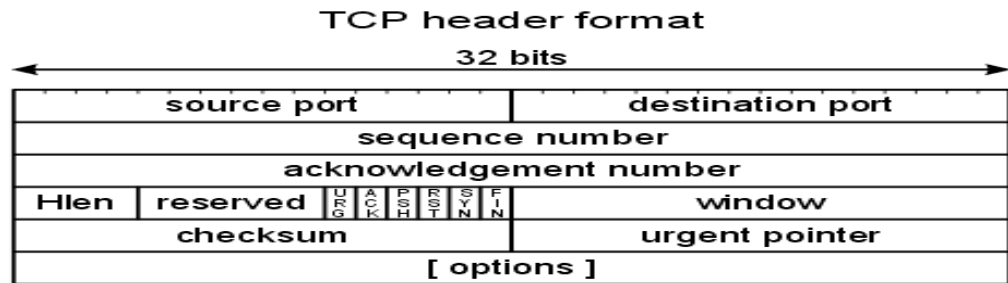 TCP header format
32 bits
source port destination port
sequence number
acknowledgement number
Hlen reserved URG ACK PSH RST SYN FIN window
checksum urgent pointer
[ options ]